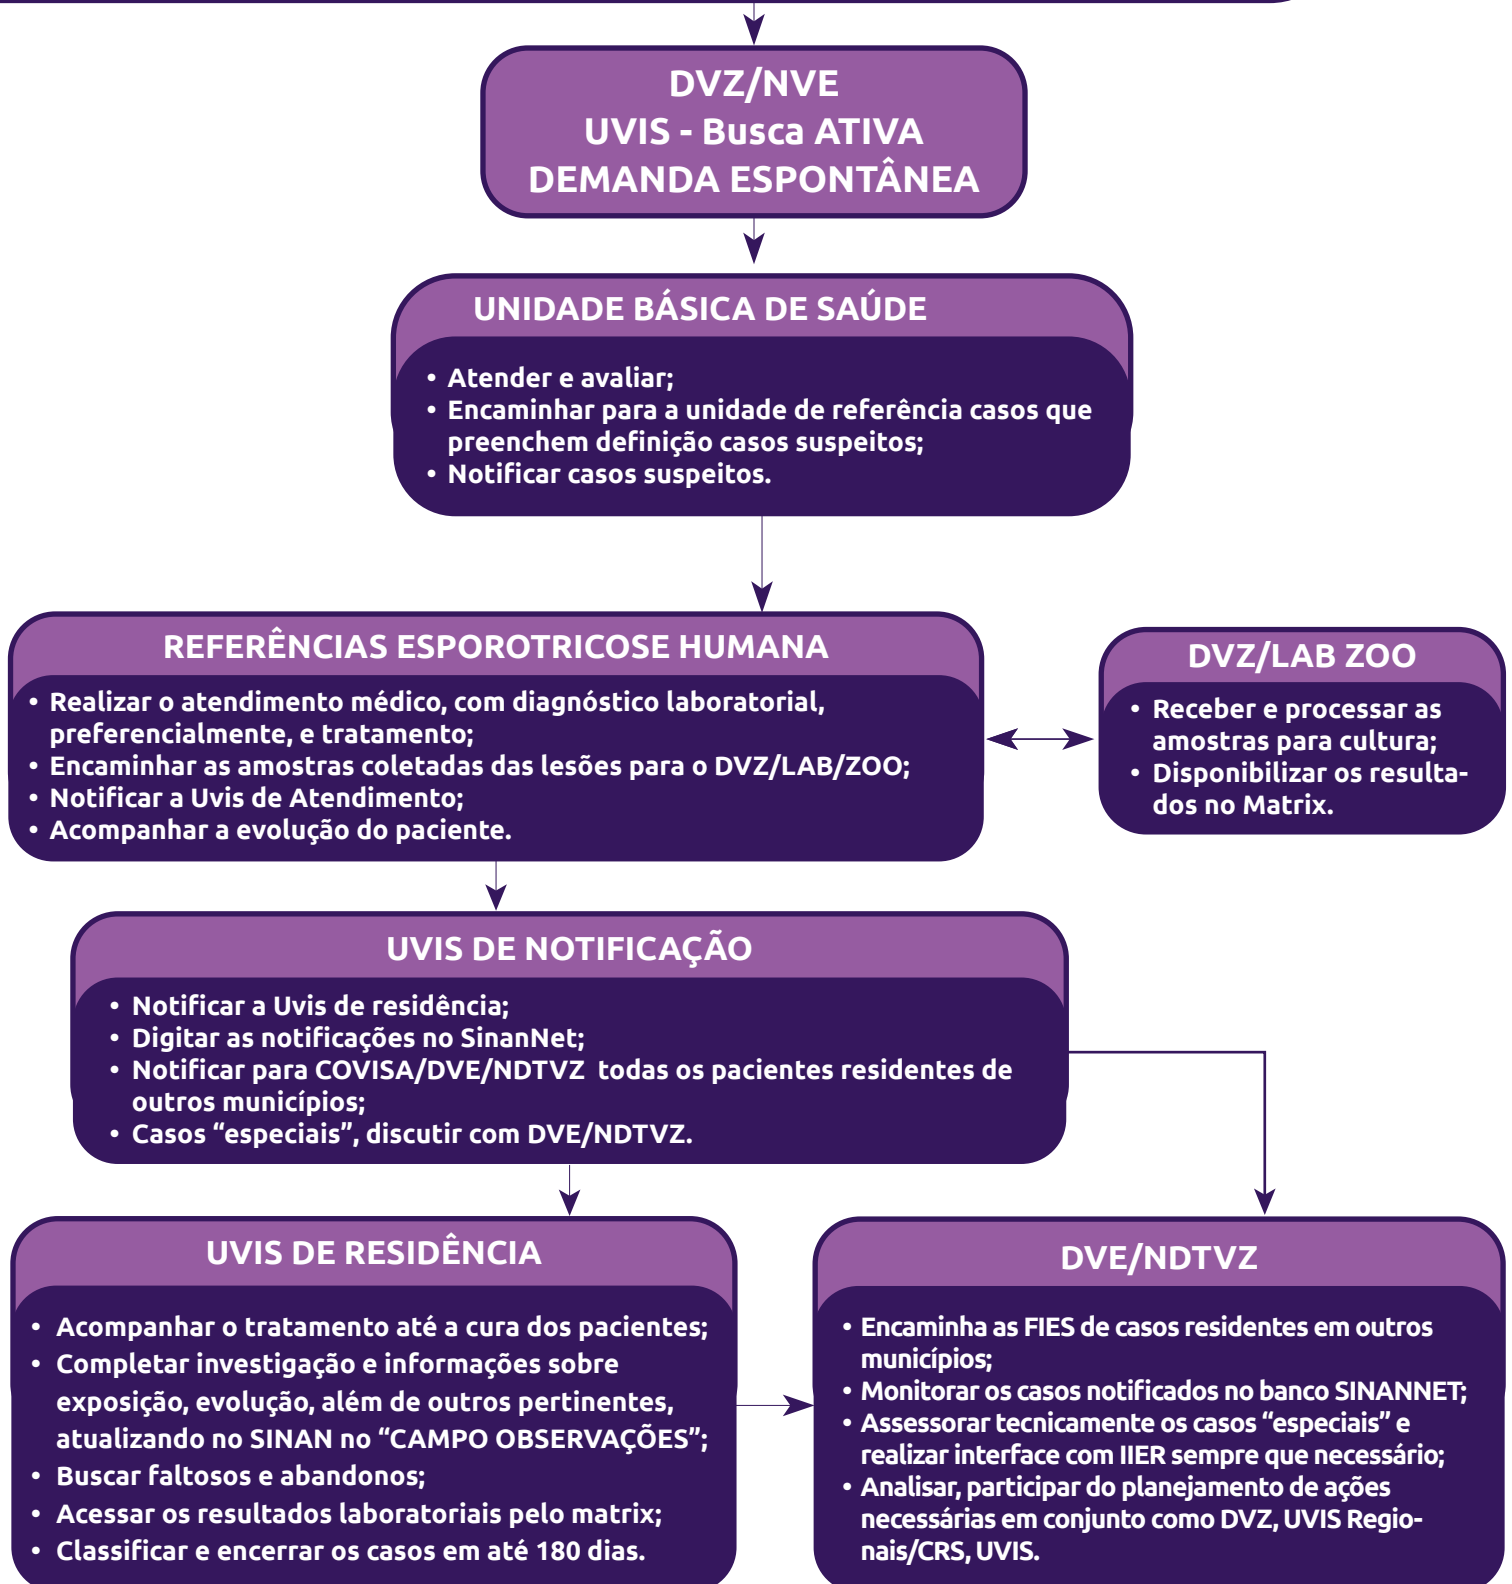 DVZ/NVE
UVIS - Busca ATIVA
DEMANDA ESPONTÂNEA
UNIDADE BÁSICA DE SAÚDE
• Atender e avaliar;
• Encaminhar para a unidade de referência casos que
preenchem definição casos suspeitos;
• Notificar casos suspeitos.
REFERÊNCIAS ESPOROTRICOSE HUMANA
• Realizar o atendimento médico, com diagnóstico laboratorial,
preferencialmente, e tratamento;
• Encaminhar as amostras coletadas das lesões para o DVZ/LAB/ZOO;
• Notificar a Uvis de Atendimento;
• Acompanhar a evolução do paciente.
DVZ/LAB ZOO
• Receber e processar as
amostras para cultura;
• Disponibilizar os resulta-
dos no Matrix.
UVIS DE NOTIFICAÇÃO
• Notificar a Uvis de residência;
• Digitar as notificações no SinanNet;
• Notificar para COVISA/DVE/NDTVZ todas os pacientes residentes de
outros municípios;
• Casos “especiais”, discutir com DVE/NDTVZ.
UVIS DE RESIDÊNCIA
• Acompanhar o tratamento até a cura dos pacientes;
• Completar investigação e informações sobre
exposição, evolução, além de outros pertinentes,
atualizando no SINAN no “CAMPO OBSERVAÇÕES”;
• Buscar faltosos e abandonos;
• Acessar os resultados laboratoriais pelo matrix;
• Classificar e encerrar os casos em até 180 dias.
DVE/NDTVZ
• Encaminha as FIES de casos residentes em outros
municípios;
• Monitorar os casos notificados no banco SINANNET;
• Assessorar tecnicamente os casos “especiais” e
realizar interface com IIER sempre que necessário;
• Analisar, participar do planejamento de ações
necessárias em conjunto como DVZ, UVIS Regio-
nais/CRS, UVIS.